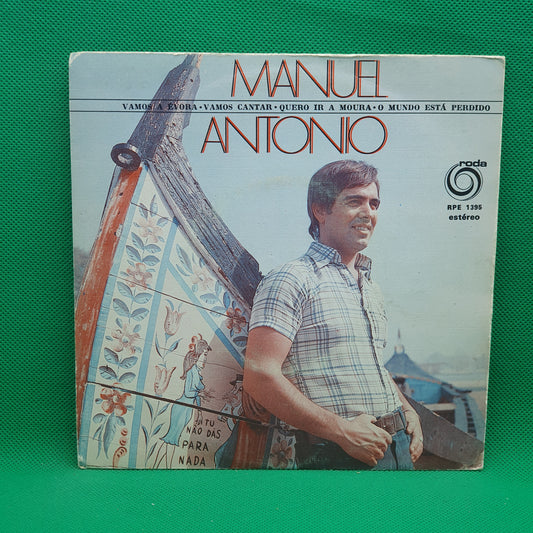 MANUEL
VAMOS A ÉVORA • VAMOS CANTAR • QUERO IR A MOURA • O MUNDO ESTÁ PERDIDO
ANTONIO
roda
RPE 1395
estéreo
TU
NÃO DÁS
PARA
NADA